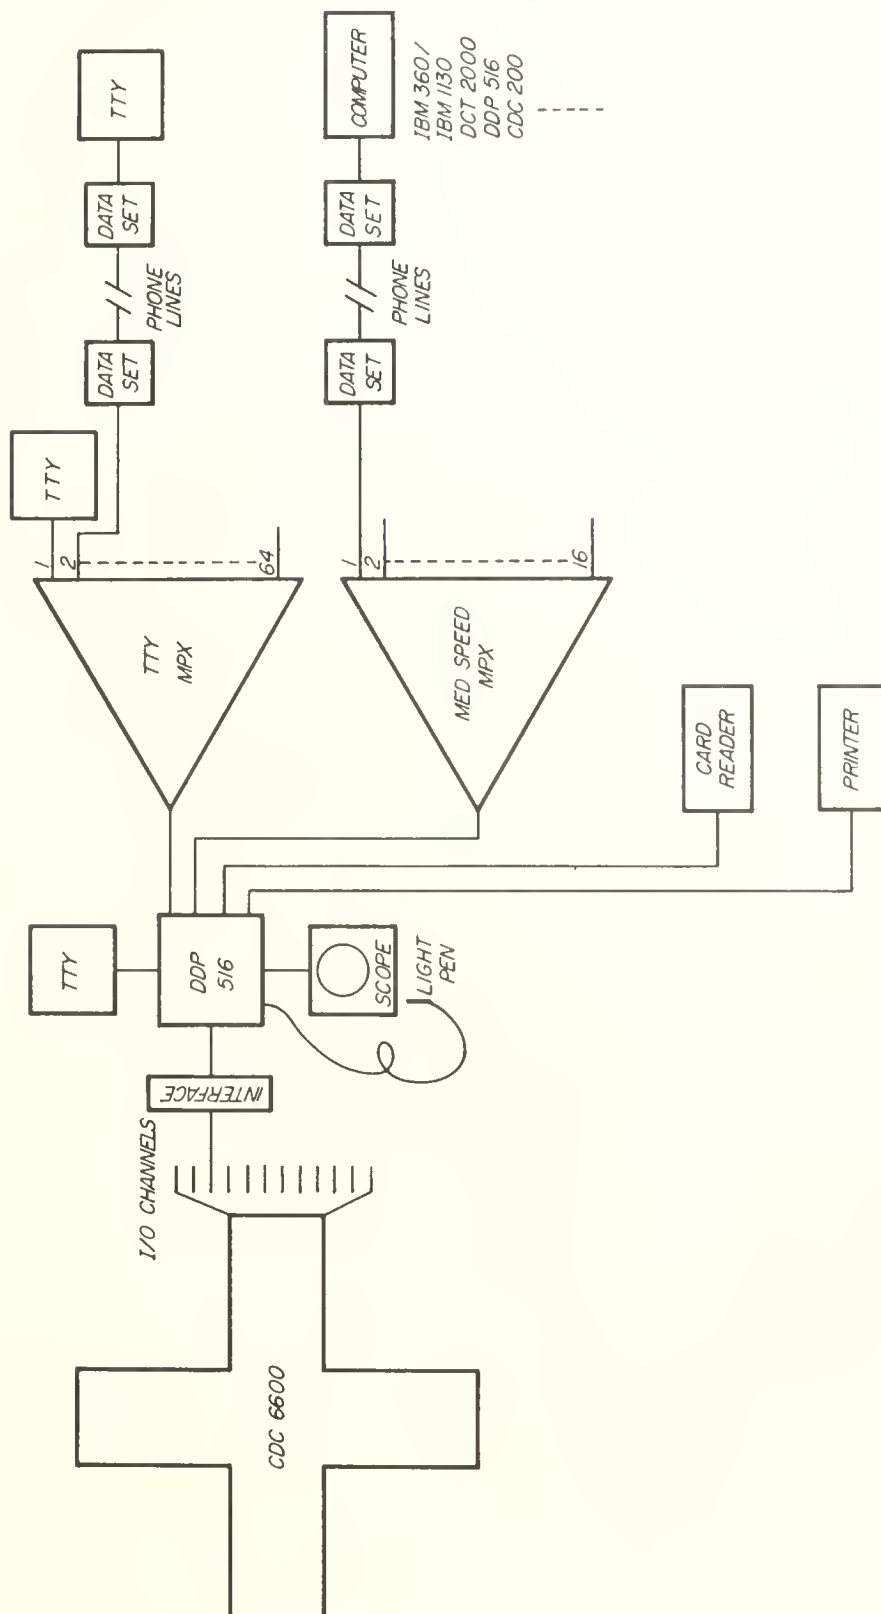 CDC 6600
I/O CHANNELS
INTERFACE
TTY
DDP
516
SCOPE
LIGHT
PEN
TTY
MPX
1
2
64
TTY
DATA
SET
PHONE
LINES
DATA
SET
TTY
MED SPEED
MPX
1
2
16
DATA
SET
PHONE
LINES
DATA
SET
COMPUTER
IBM 360/
IBM 1130
DCT 2000
DDP 516
CDC 200
CARD
READER
PRINTER